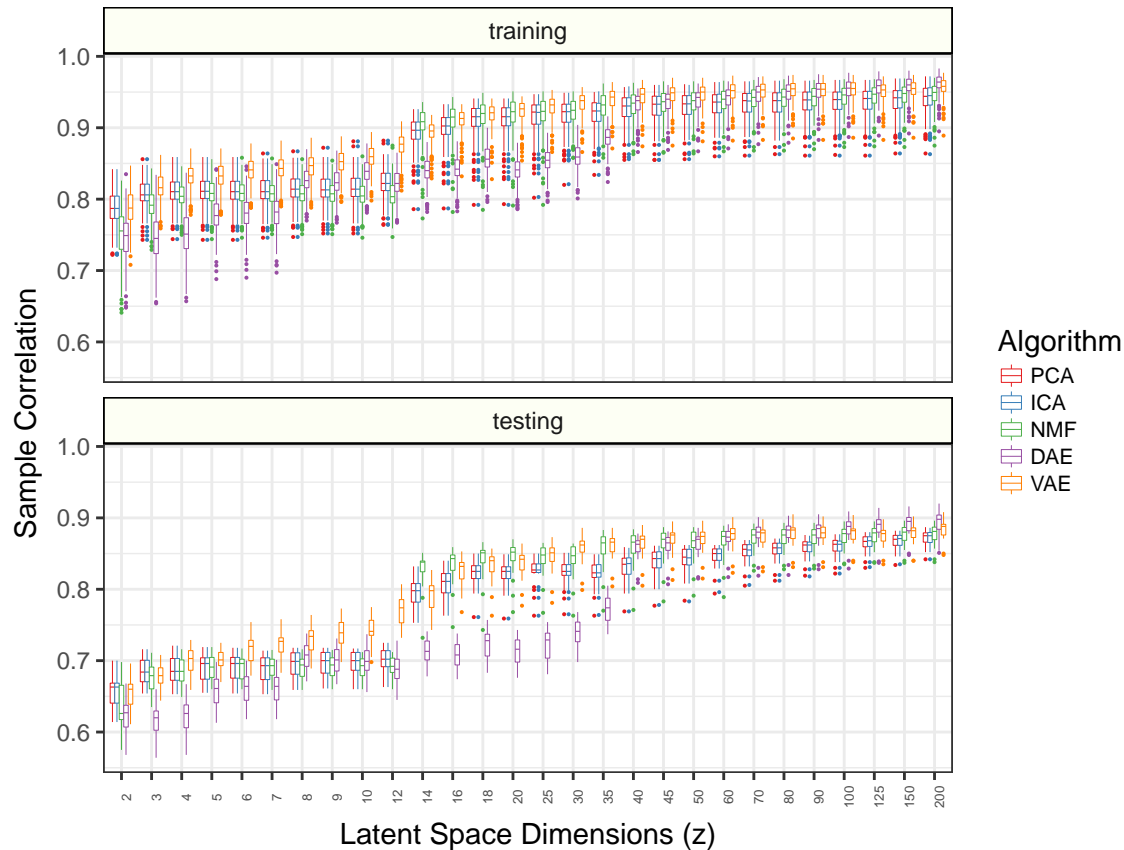 training
1.0
0.9
0.8
0.7
0.6
testing
1.0
0.9
0.8
0.7
0.6
Sample Correlation
2 3 4 5 6 7 8 9 10 12 14 16 18 20 25 30 35 40 45 50 60 70 80 90 100 125 150 200
Latent Space Dimensions (z)
Algorithm
PCA
ICA
NMF
DAE
VAE